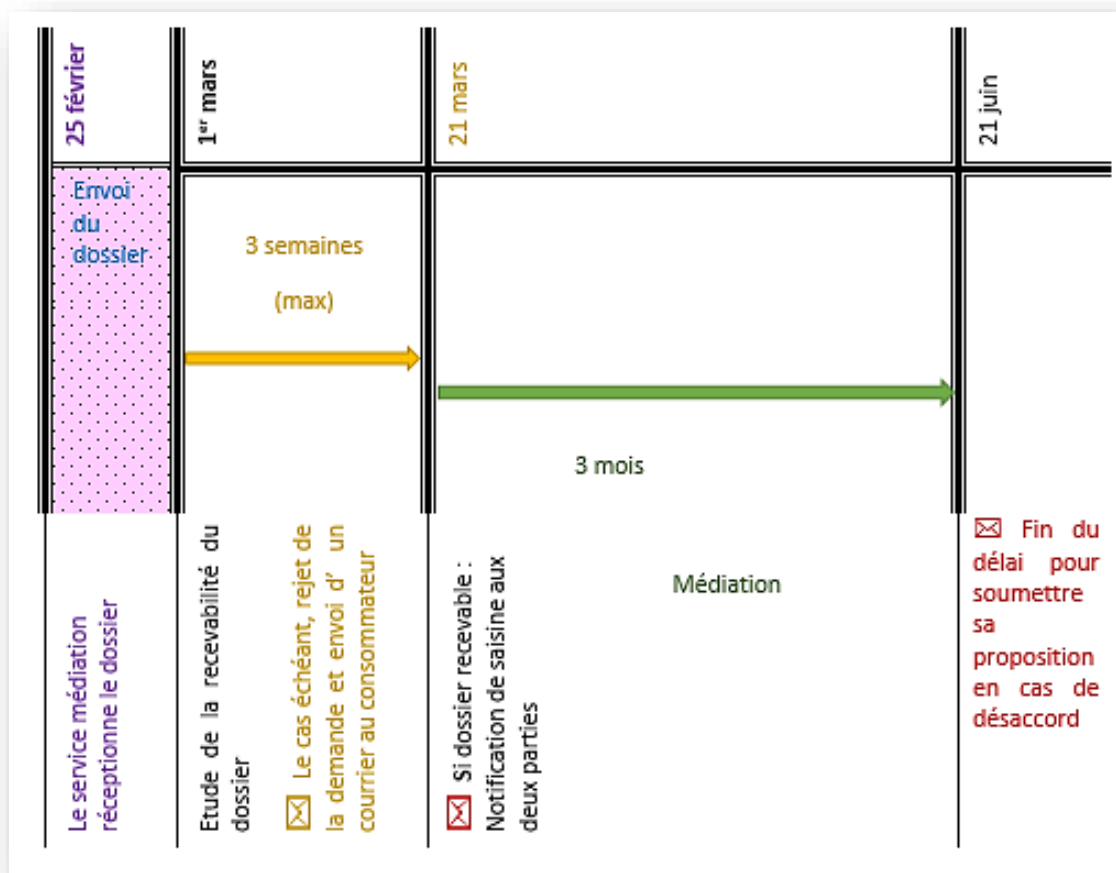 25 février
1er mars
21 mars
21 juin
Envoi
du
dossier
3 semaines
(max)
3 mois
Le service médiation
réceptionne le dossier
Etude de la recevabilité du
dossier
Le cas échéant, rejet de
la demande et envoi d’ un
courrier au consommateur
Si dossier recevable :
Notification de saisine aux
deux parties
Médiation
Fin du
délai pour
soumettre
sa
proposition
en cas de
désaccord